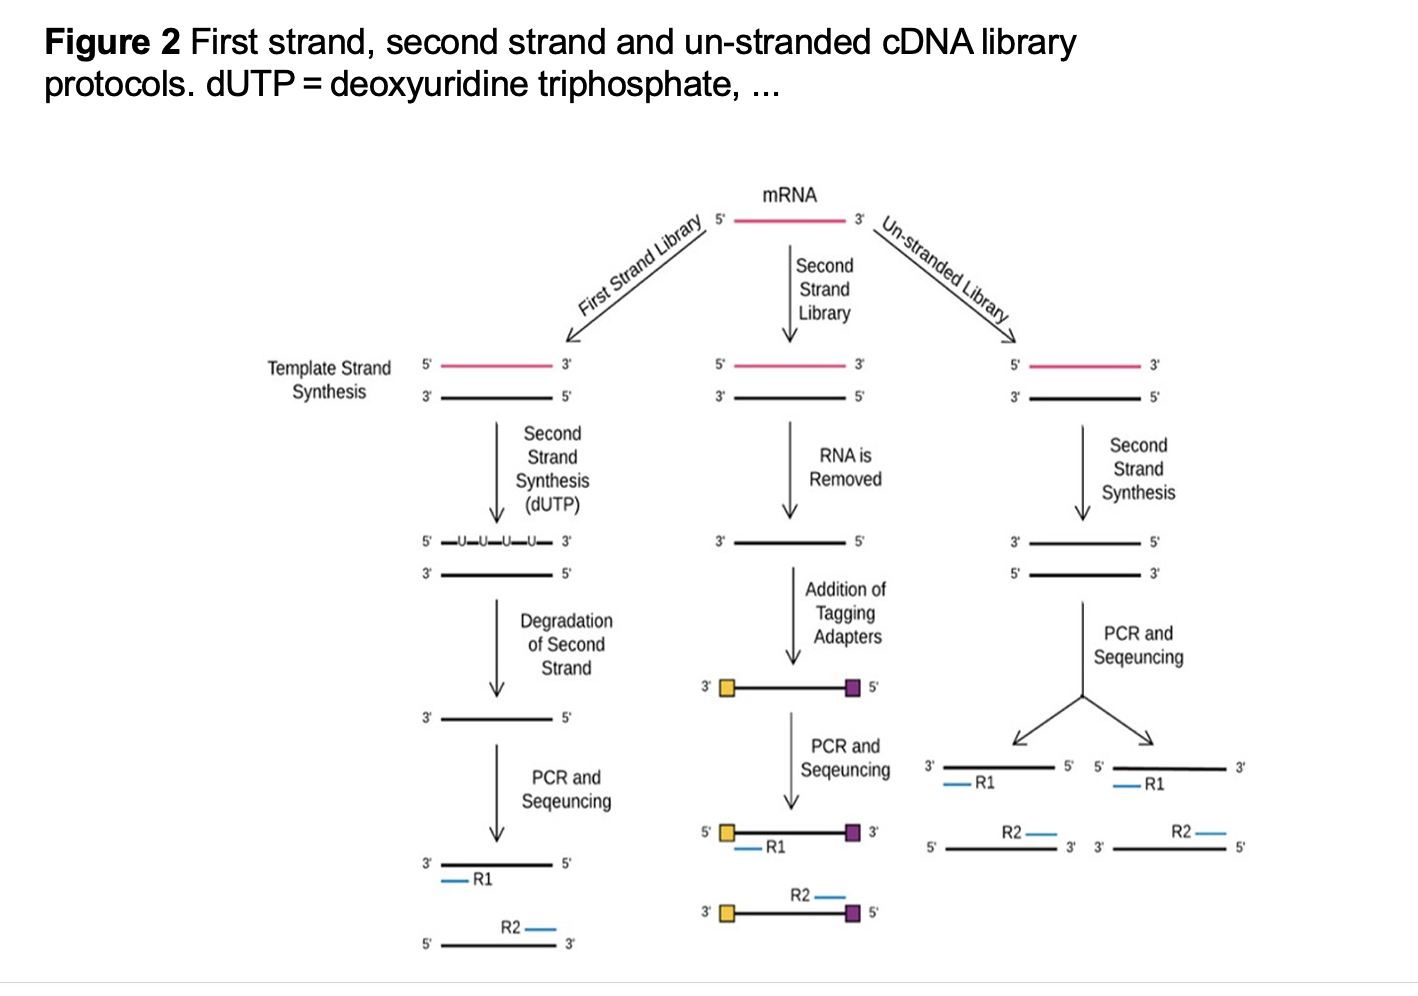 Figure 2 First strand, second strand and un-stranded cDNA library
protocols. dUTP = deoxyuridine triphosphate, ...
mRNA
5' 3'
First Strand Library
Second
Strand
Library
Un-stranded Library
Template Strand
Synthesis
5' 3'
3' 5'
5' 3'
3' 5'
5' 3'
3' 5'
Second
Strand
Synthesis
(dUTP)
RNA is
Removed
Second
Strand
Synthesis
5' U U U U 3'
3' 5'
3' 5'
3' 5'
5' 3'
Degradation
of Second
Strand
Addition of
Tagging
Adapters
PCR and
Seqeuncing
3' 5'
3' 5'
PCR and
Seqeuncing
PCR and
Seqeuncing
3' 5'
R1
R2
5' 3'
5' 3'
R1
R2
3' 5'
3' 5'
R1
R2
5' 3'
5' 3'
R1
R2
3' 5'